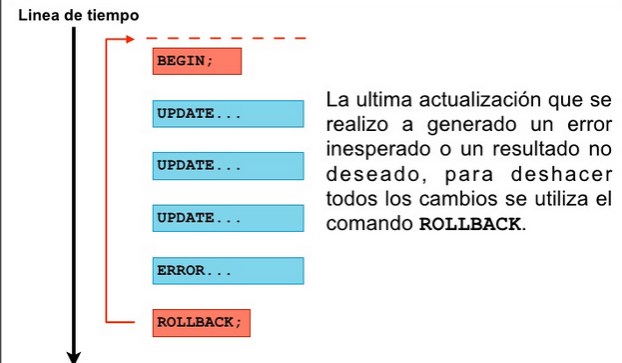 Linea de tiempo
BEGIN;
UPDATE...
UPDATE...
UPDATE...
ERROR...
ROLLBACK;
La ultima actualización que se
realizo a generado un error
inesperado o un resultado no
deseado, para deshacer
todos los cambios se utiliza el
comando ROLLBACK.